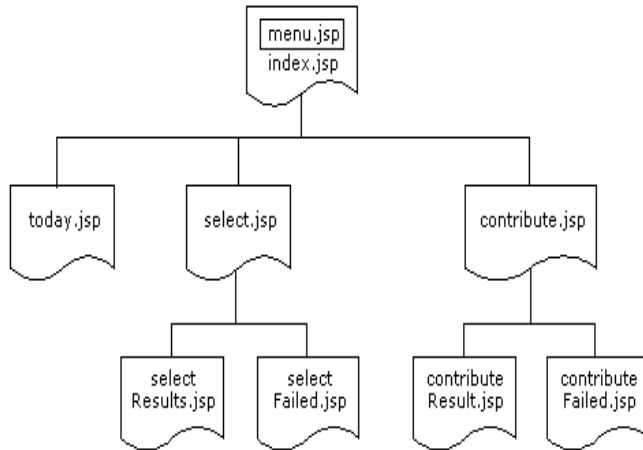 menu.jsp
index.jsp
today.jsp
select.jsp
contribute.jsp
select
Results.jsp
select
Failed.jsp
contribute
Result.jsp
contribute
Failed.jsp